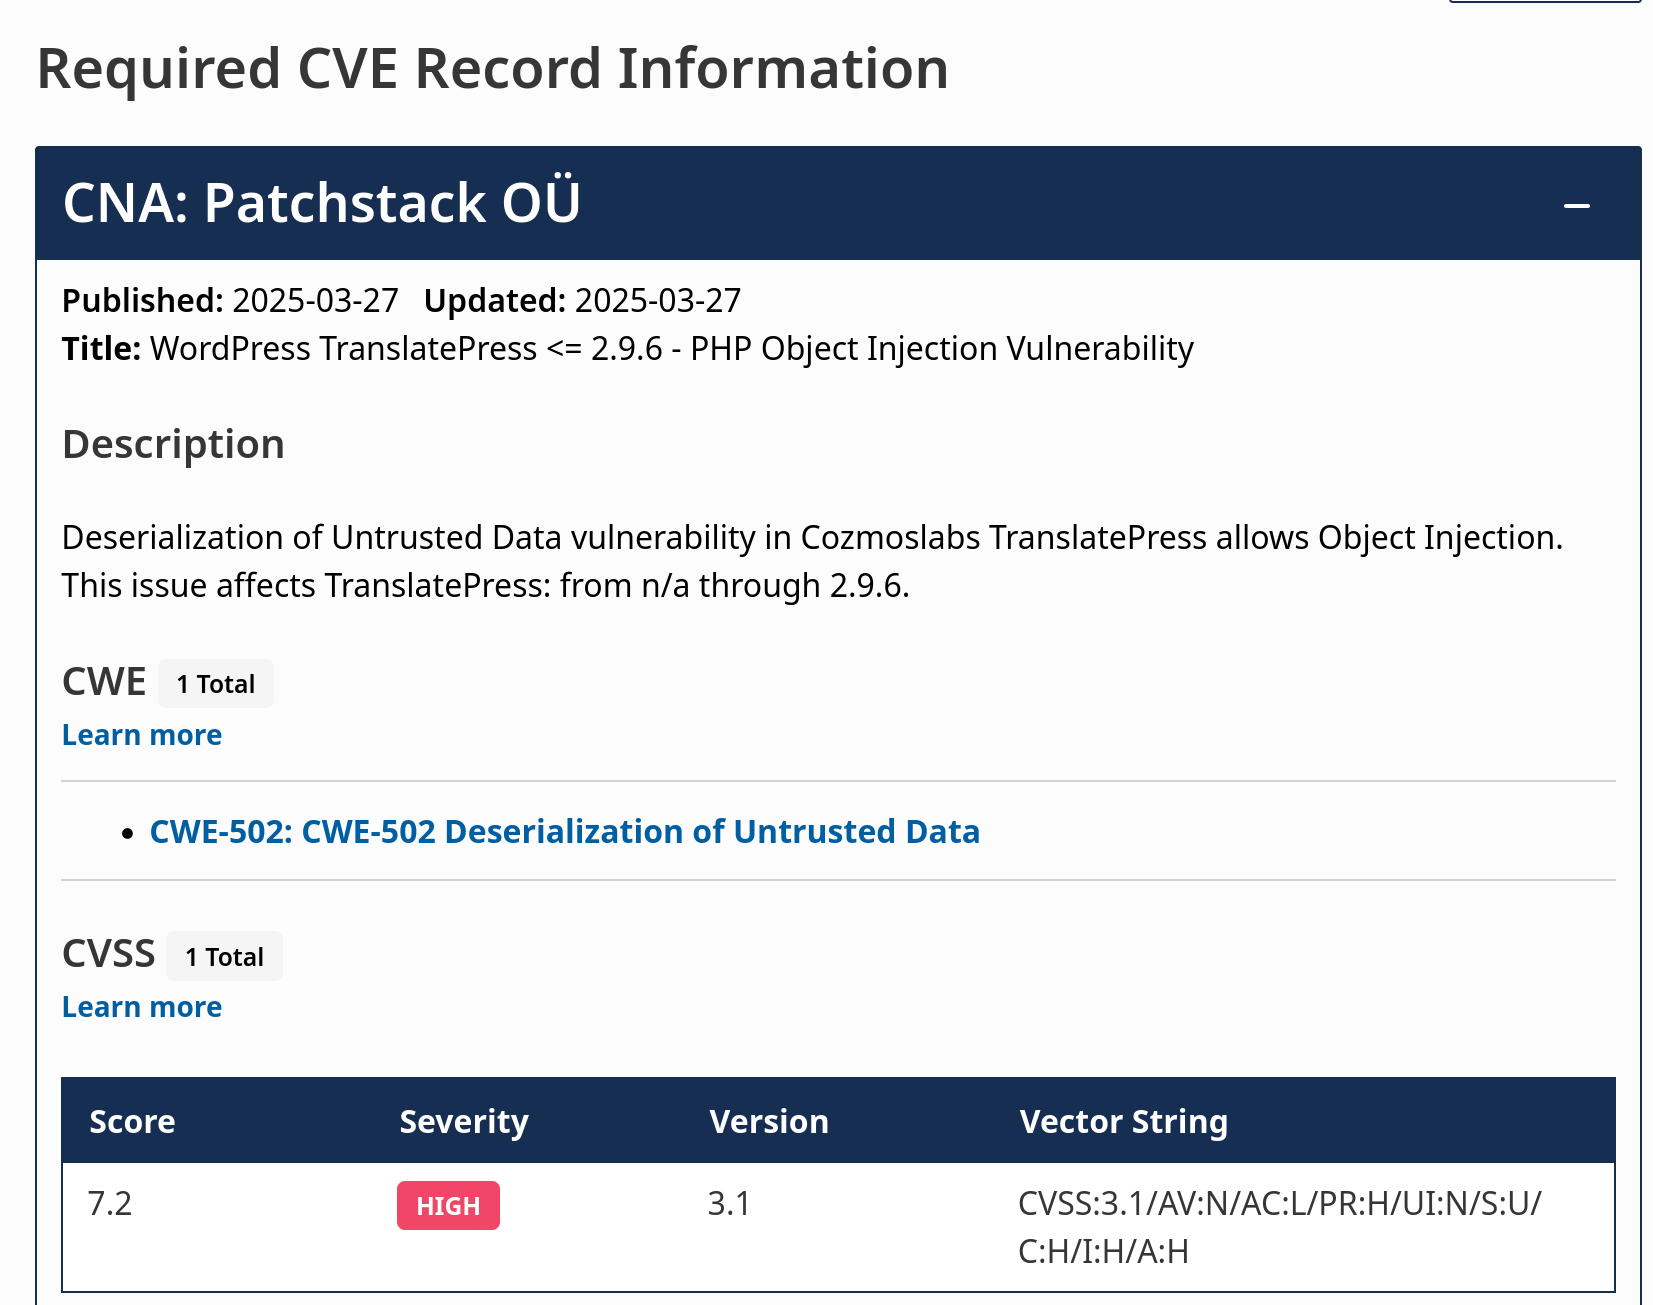 Required CVE Record Information
CNA: Patchstack OÜ
Published: 2025-03-27 Updated: 2025-03-27
Title: WordPress TranslatePress <= 2.9.6 - PHP Object Injection Vulnerability
Description
Deserialization of Untrusted Data vulnerability in Cozmoslabs TranslatePress allows Object Injection.
This issue affects TranslatePress: from n/a through 2.9.6.
CWE 1 Total
Learn more
• CWE-502: CWE-502 Deserialization of Untrusted Data
CVSS 1 Total
Learn more
Score Severity Version Vector String
7.2 HIGH 3.1 CVSS:3.1/AV:N/AC:L/PR:H/UI:N/S:U/
C:H/I:H/A:H